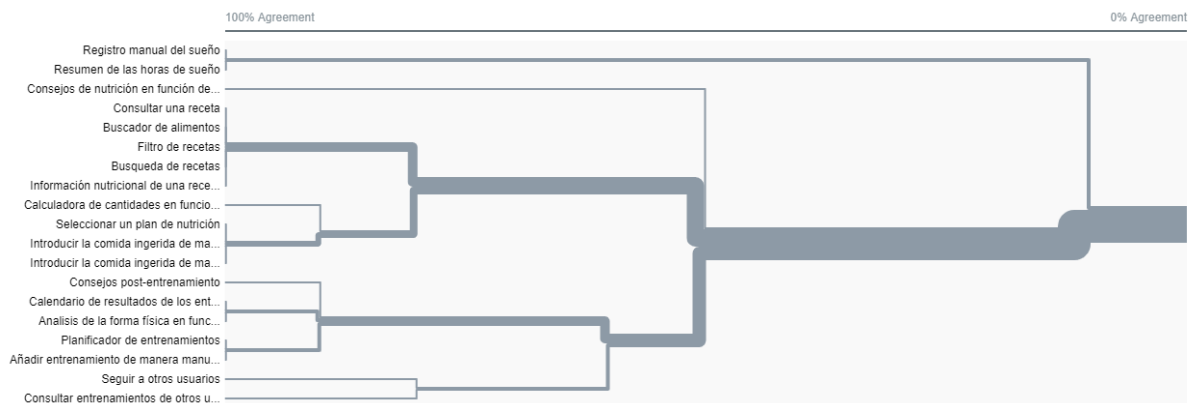 100% Agreement
0% Agreement
Registro manual del sueño
Resumen de las horas de sueño
Consejos de nutrición en función de...
Consultar una receta
Buscador de alimentos
Filtro de recetas
Busqueda de recetas
Información nutricional de una rece...
Calculadora de cantidades en funcio...
Seleccionar un plan de nutrición
Introducir la comida ingerida de ma...
Introducir la comida ingerida de ma...
Consejos post-entrenamiento
Calendario de resultados de los ent...
Analisis de la forma física en func...
Planificador de entrenamientos
Añadir entrenamiento de manera manu...
Seguir a otros usuarios
Consultar entrenamientos de otros u...